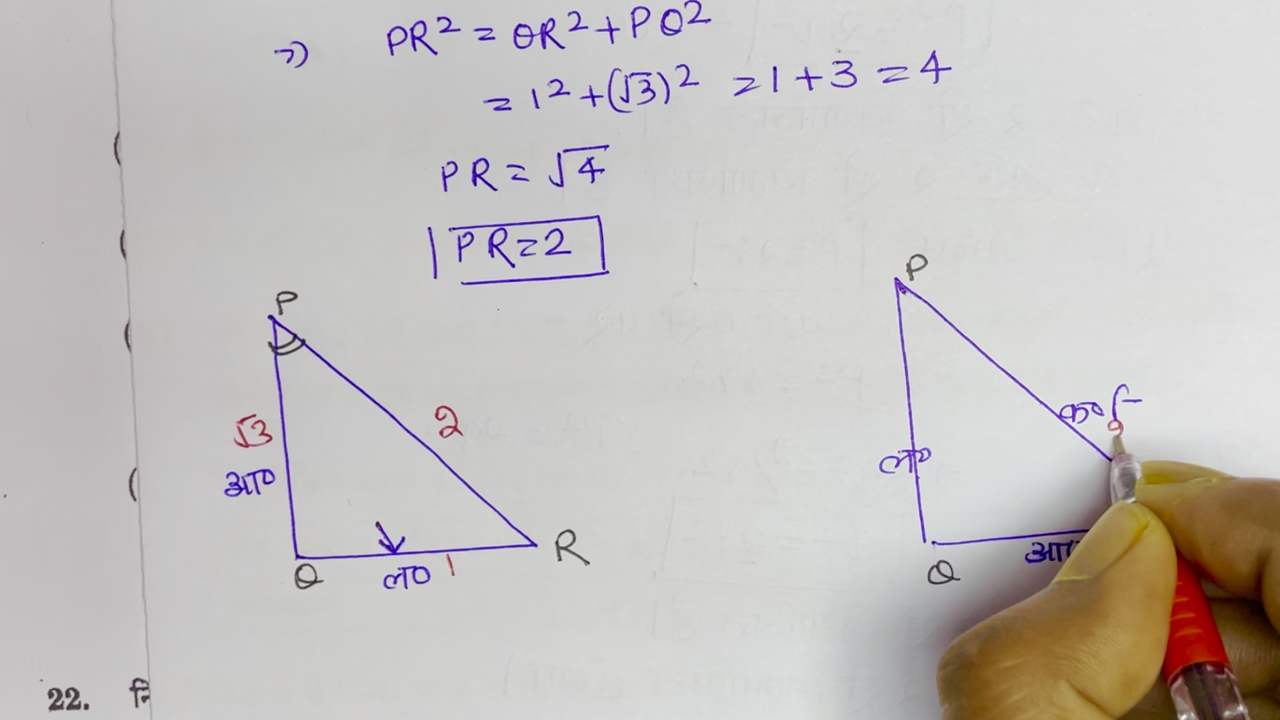 ⇒) PR² = QR² + PQ²
= 1² + (√3)² = 1 + 3 = 4
PR = √4
PR = 2
P
√3
2
आ०
Q
ल०
1
R
P
क०
ल०
Q
22.